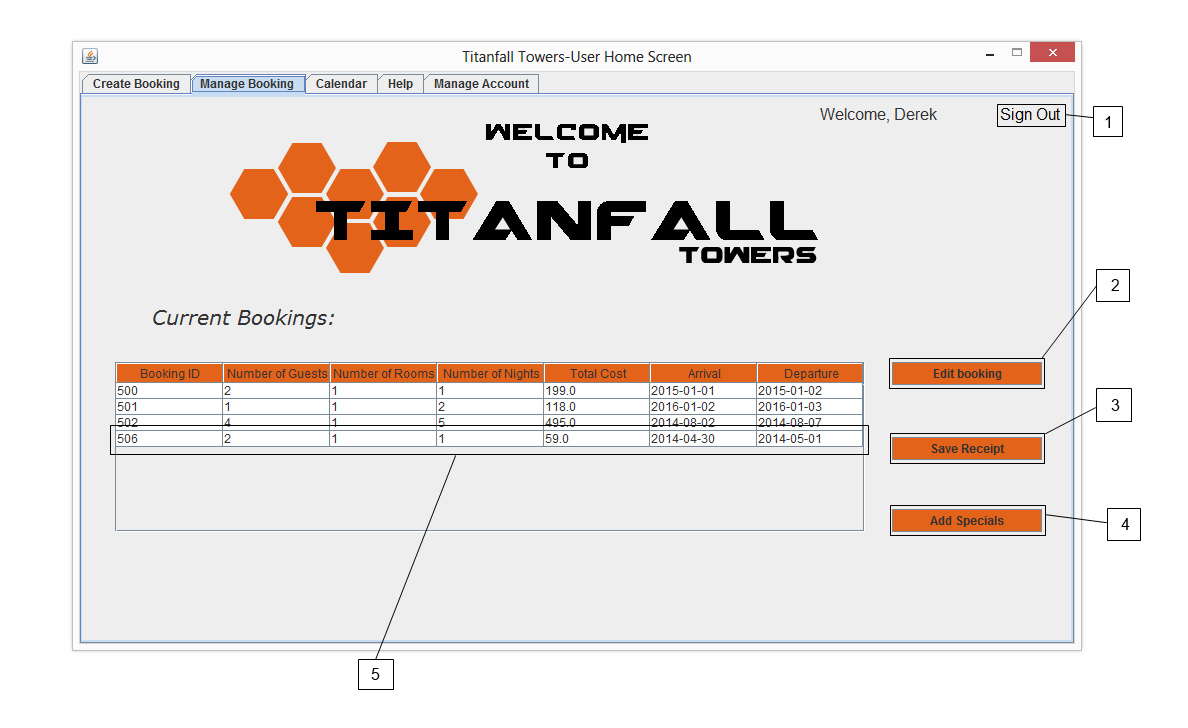 Titanfall Towers-User Home Screen
Create Booking Manage Booking Calendar Help Manage Account
Welcome, Derek Sign Out
1
WELCOME
TO
TITANFALL
TOWERS
2
Current Bookings:
Booking ID Number of Guests Number of Rooms Number of Nights Total Cost Arrival Departure
500 2 1 1 199.0 2015-01-01 2015-01-02
501 1 1 2 118.0 2016-01-02 2016-01-03
502 4 1 5 495.0 2014-08-02 2014-08-07
506 2 1 1 59.0 2014-04-30 2014-05-01
Edit booking
3
Save Receipt
Add Specials
4
5